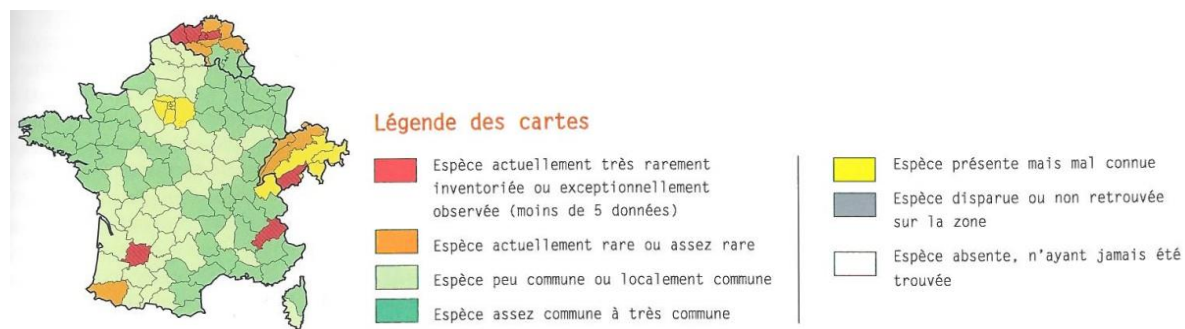 Légende des cartes
Espèce actuellement très rarement
inventoriée ou exceptionnellement
observée (moins de 5 données)
Espèce actuellement rare ou assez rare
Espèce peu commune ou localement commune
Espèce assez commune à très commune
Espèce présente mais mal connue
Espèce disparue ou non retrouvée
sur la zone
Espèce absente, n'ayant jamais été
trouvée